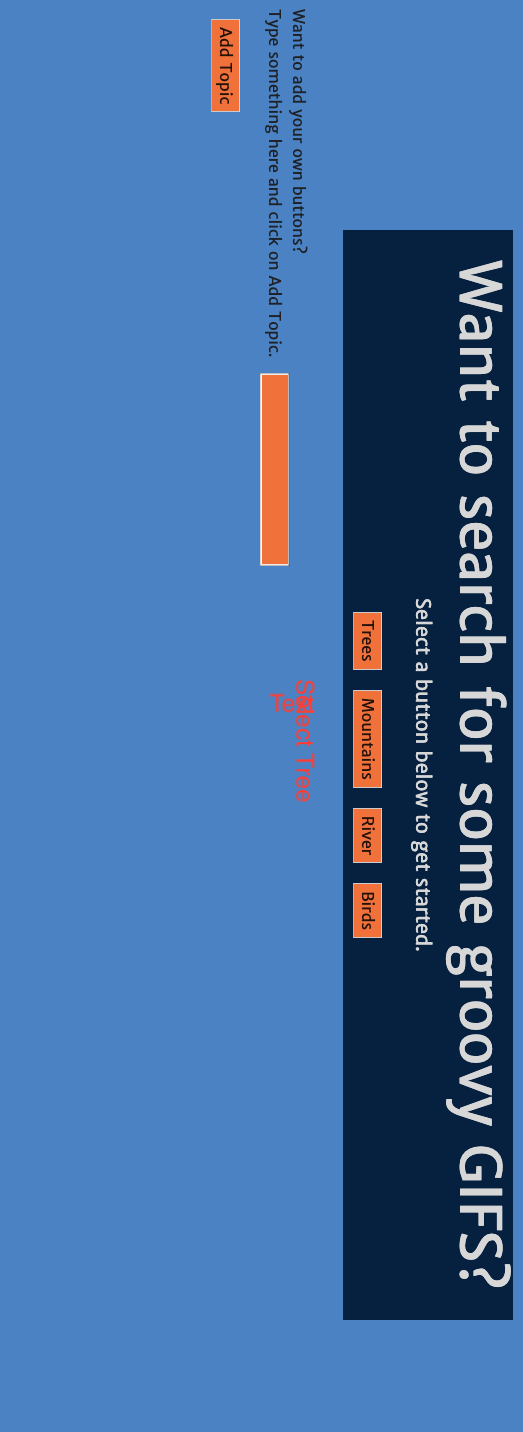 Want to search for some groovy GIFS?
Select a button below to get started.
Trees Mountains River Birds
Want to add your own buttons?
Type something here and click on Add Topic.
Add Topic
Select Tree